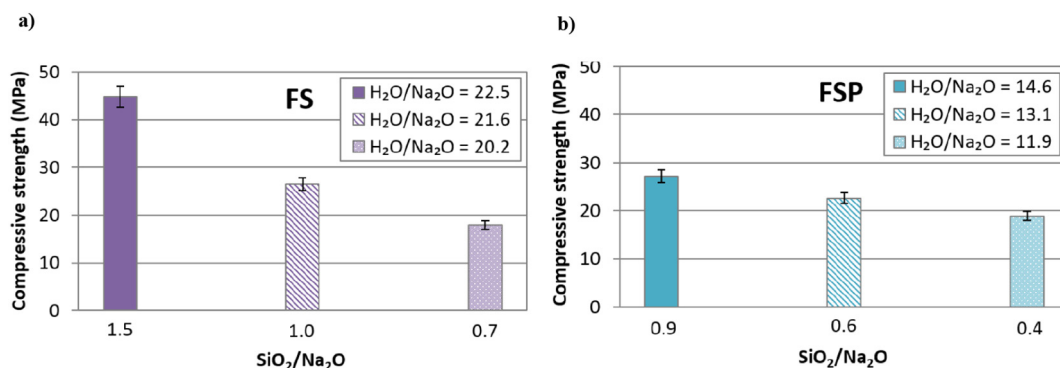 a)
Compressive strength (MPa)
50
40
30
20
10
0
FS
H₂O/Na₂O = 22.5
H₂O/Na₂O = 21.6
H₂O/Na₂O = 20.2
1.5 1.0 0.7
SiO₂/Na₂O
b)
Compressive strength (MPa)
50
40
30
20
10
0
FSP
H₂O/Na₂O = 14.6
H₂O/Na₂O = 13.1
H₂O/Na₂O = 11.9
0.9 0.6 0.4
SiO₂/Na₂O